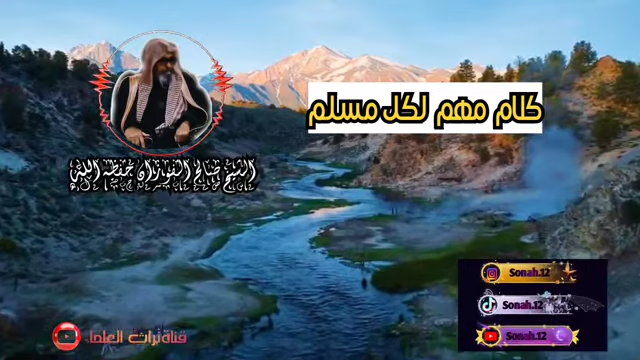 كلام مهم لكل مسلم
الشيخ صالح الفوزان حفظه الله
Sonah.12
Sonah.12
Sonah.12
قناة تراث العلماء